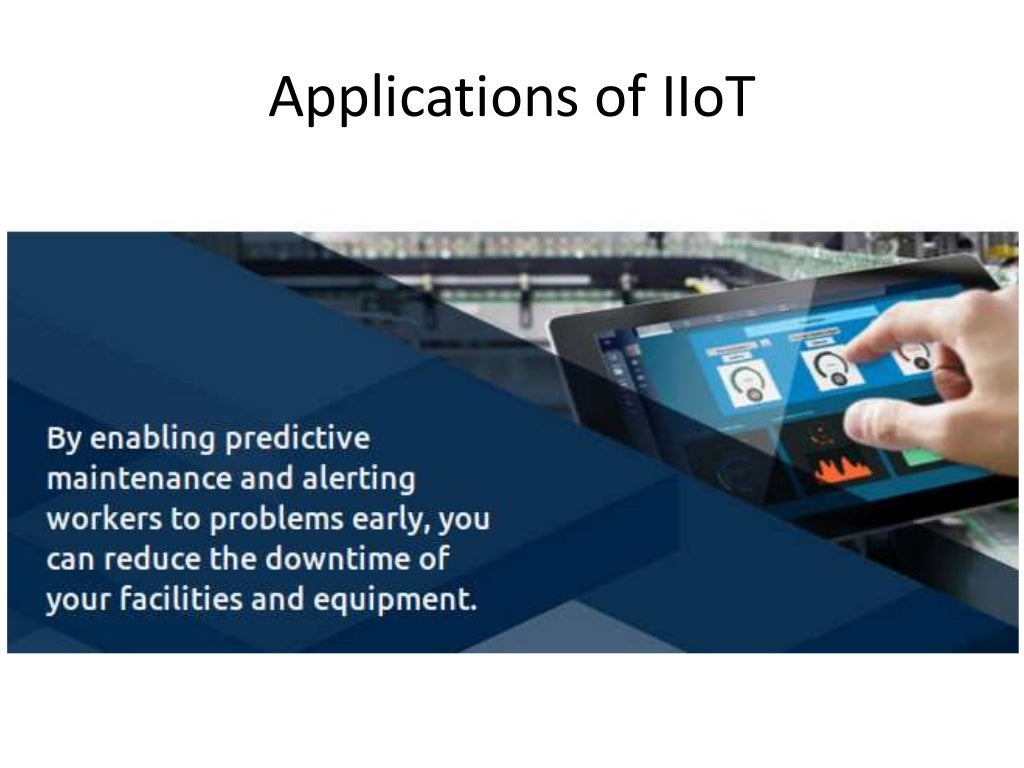 Applications of IIoT
By enabling predictive
maintenance and alerting
workers to problems early, you
can reduce the downtime of
your facilities and equipment.